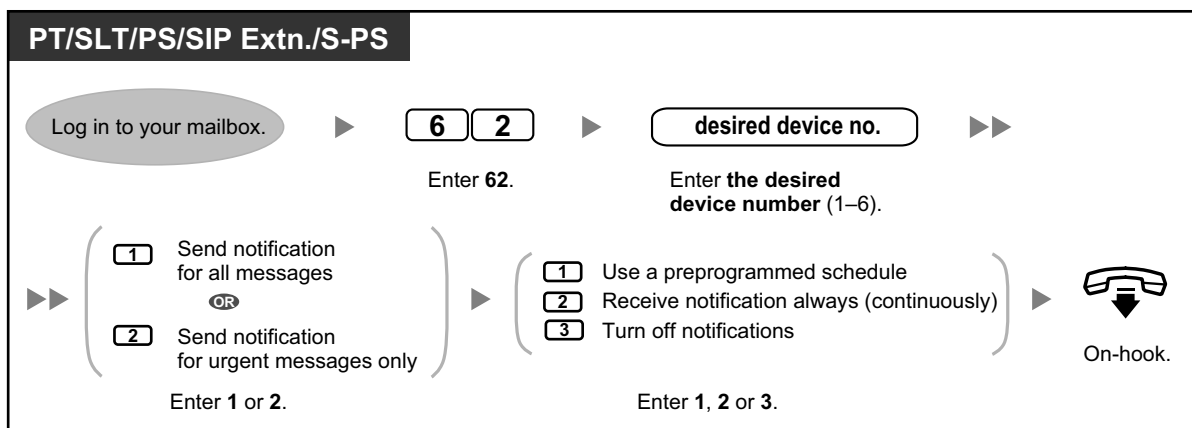 PT/SLT/PS/SIP Extn./S-PS
Log in to your mailbox.
6 2
desired device no.
Enter 62.
Enter the desired
device number (1–6).
1 Send notification
for all messages
OR
2 Send notification
for urgent messages only
1 Use a preprogrammed schedule
2 Receive notification always (continuously)
3 Turn off notifications
On-hook.
Enter 1 or 2.
Enter 1, 2 or 3.